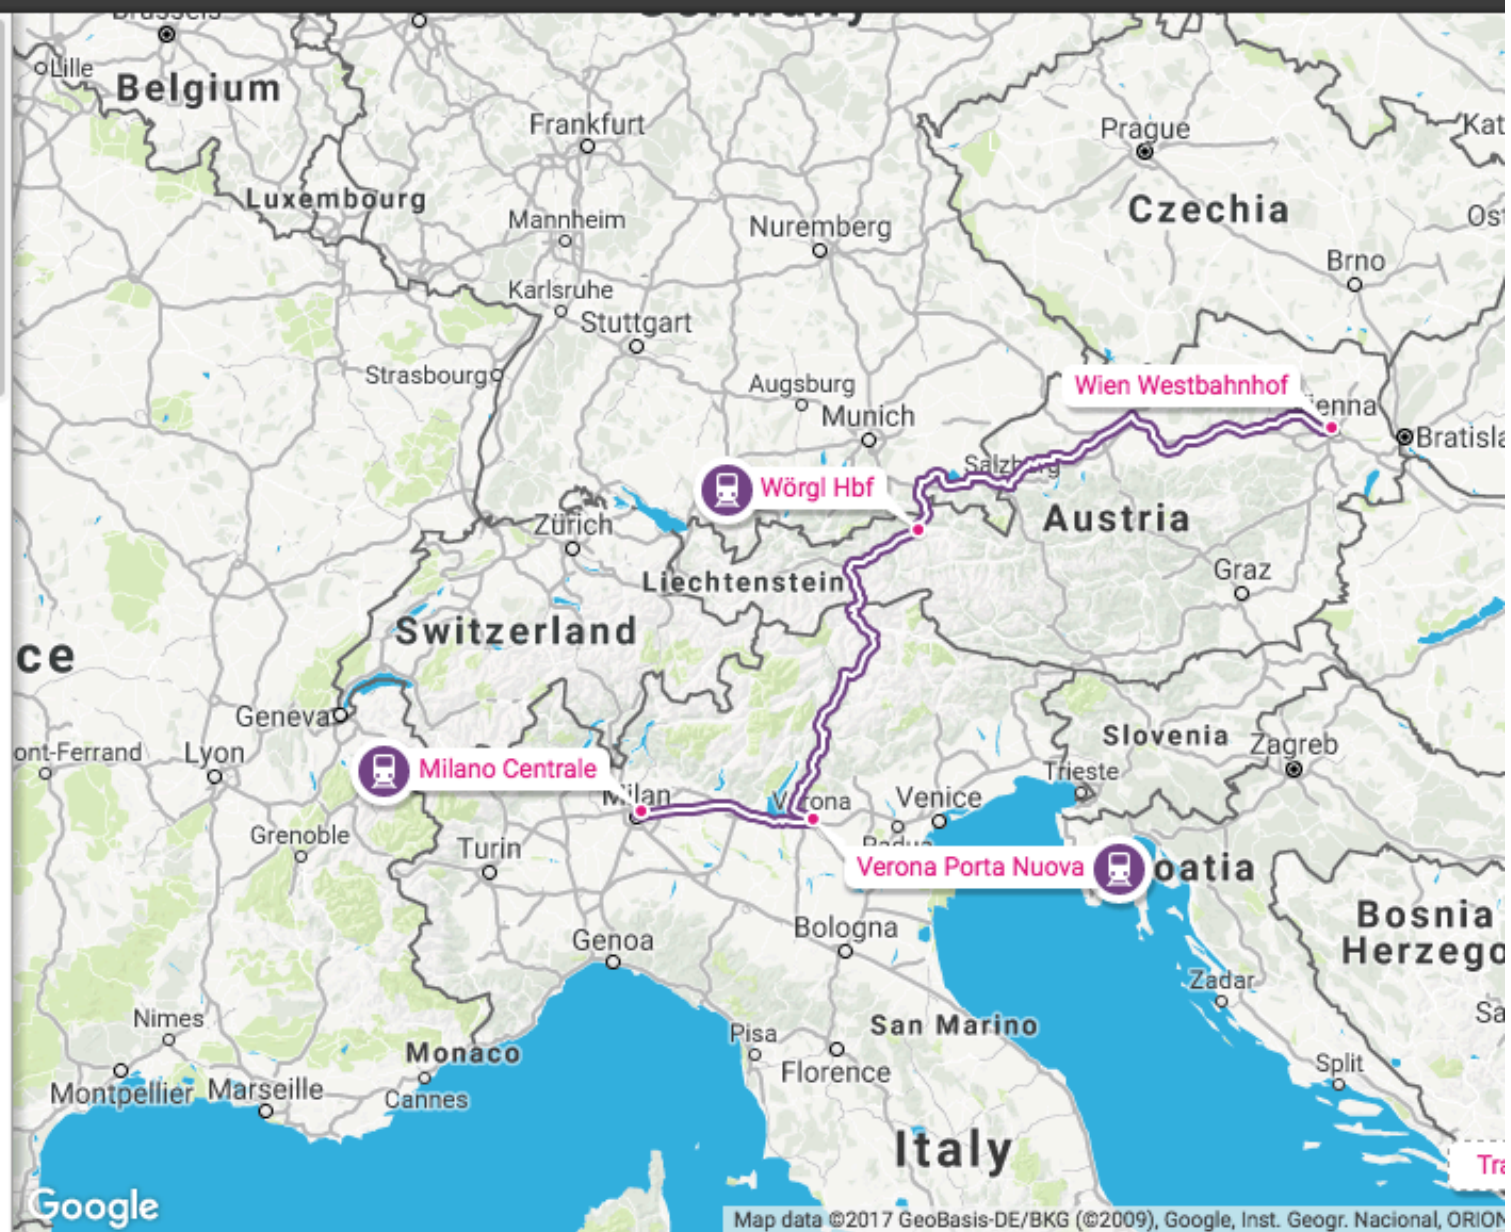 Lille
Belgium
Frankfurt
Prague
Luxembourg
Czechia
Mannheim
Nuremberg
Brno
Karlsruhe
Stuttgart
Strasbourg
Augsburg
Wien Westbahnhof
Munich
Salzburg
Wörgl Hbf
Zürich
Austria
Graz
Liechtenstein
Switzerland
Geneva
Lyon
Slovenia
Zagreb
Milano Centrale
Trieste
Milan
Verona
Venice
Grenoble
Turin
Padua
Verona Porta Nuova
Bologna
Bosnia
Genoa
Zadar
Nimes
Pisa
San Marino
Monaco
Florence
Split
Montpellier
Marseille
Cannes
Italy
Google
Map data ©2017 GeoBasis-DE/BKG (©2009), Google, Inst. Geogr. Nacional, ORION